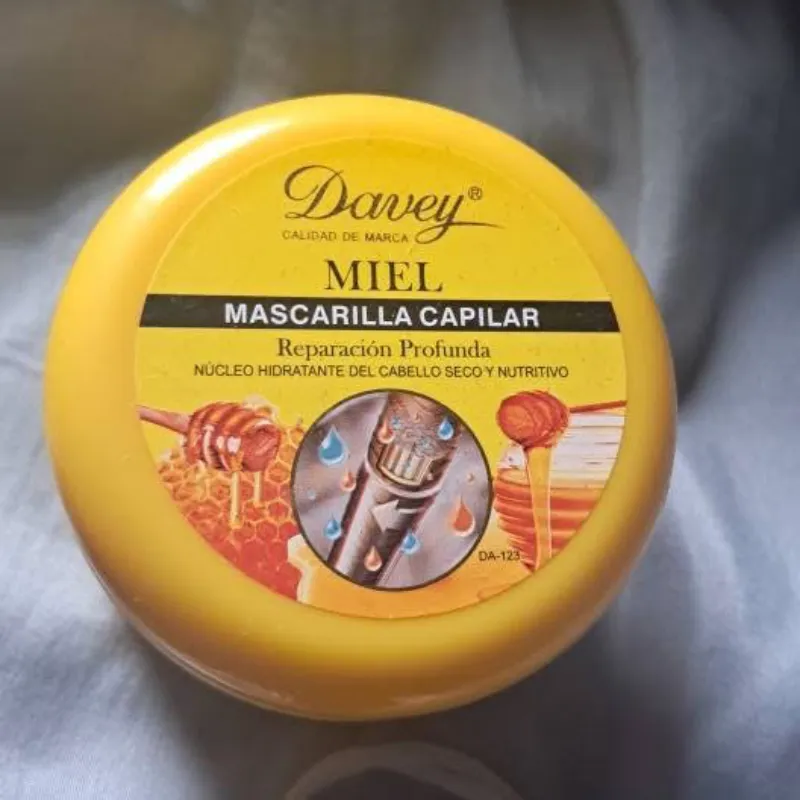 Davey®
CALIDAD DE MARCA
MIEL
MASCARILLA CAPILAR
Reparación Profunda
NÚCLEO HIDRATANTE DEL CABELLO SECO Y NUTRITIVO
DA-123